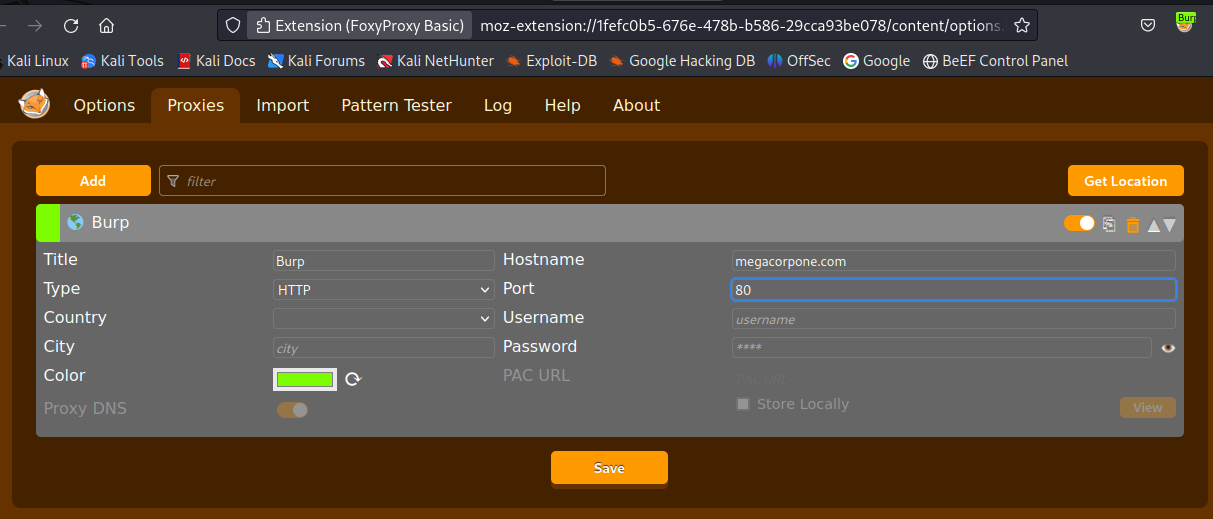 Extension (FoxyProxy Basic) moz-extension://1fefc0b5-676e-478b-b586-29cca93be078/content/options. Burp
Kali Linux Kali Tools Kali Docs Kali Forums Kali NetHunter Exploit-DB Google Hacking DB OffSec Google BeEF Control Panel
Options Proxies Import Pattern Tester Log Help About
Add filter Get Location
Burp
Title Burp Hostname megacorpone.com
Type HTTP Port 80
Country Username username
City city Password ****
Color PAC URL PAC URL
Proxy DNS Store Locally View
Save